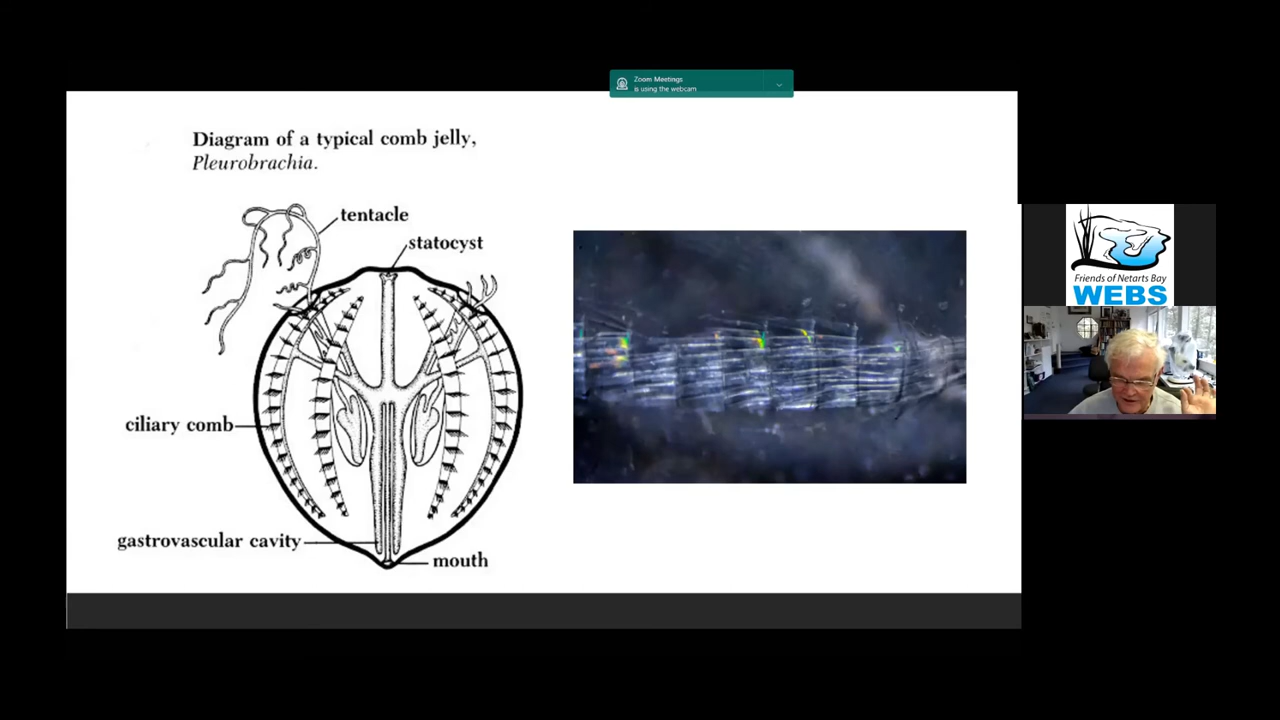 Zoom Meetings
is using the webcam
Diagram of a typical comb jelly,
Pleurobrachia.
tentacle
statocyst
ciliary comb
gastrovascular cavity
mouth
Friends of Netarts Bay
WEBS